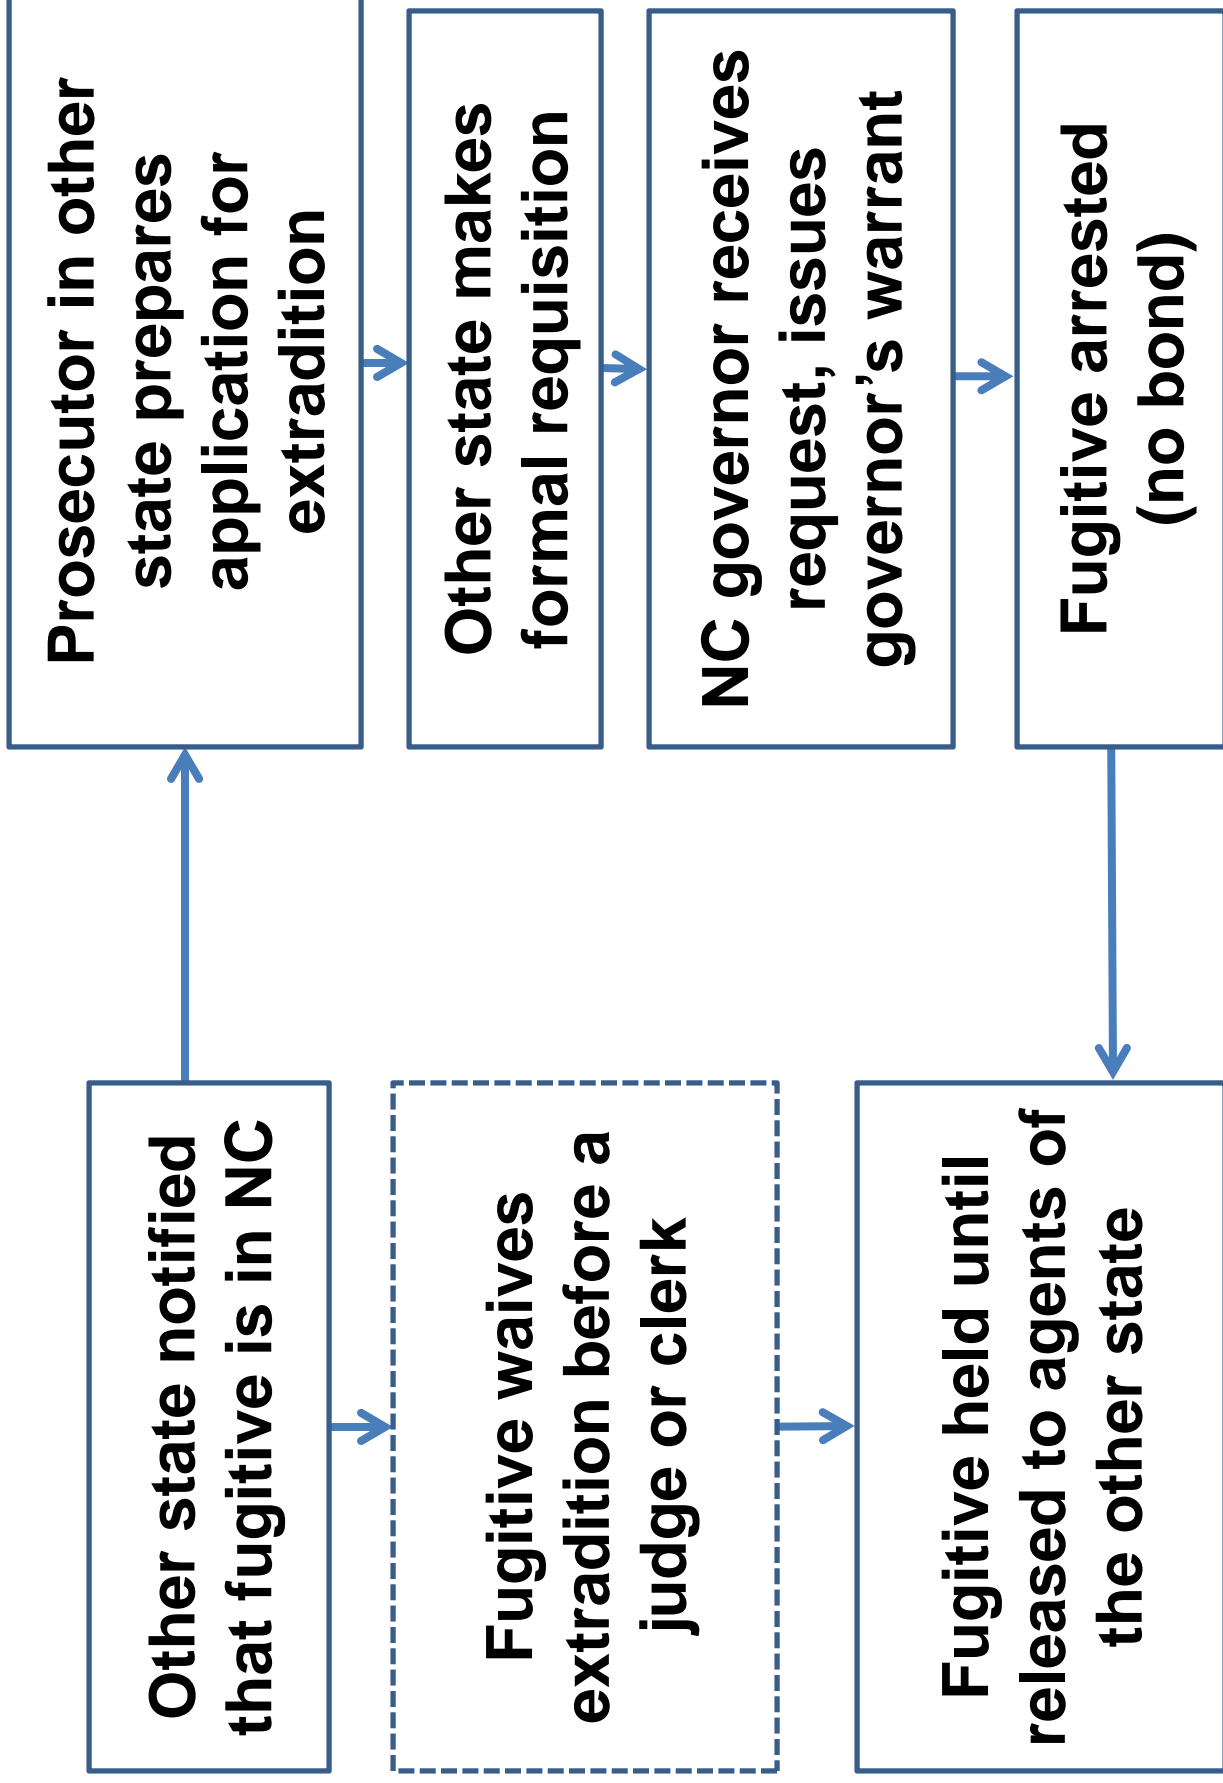 Other state notified
that fugitive is in NC
Fugitive waives
extradition before a
judge or clerk
Fugitive held until
released to agents of
the other state
Prosecutor in other
state prepares
application for
extradition
Other state makes
formal requisition
NC governor receives
request, issues
governor’s warrant
Fugitive arrested
(no bond)